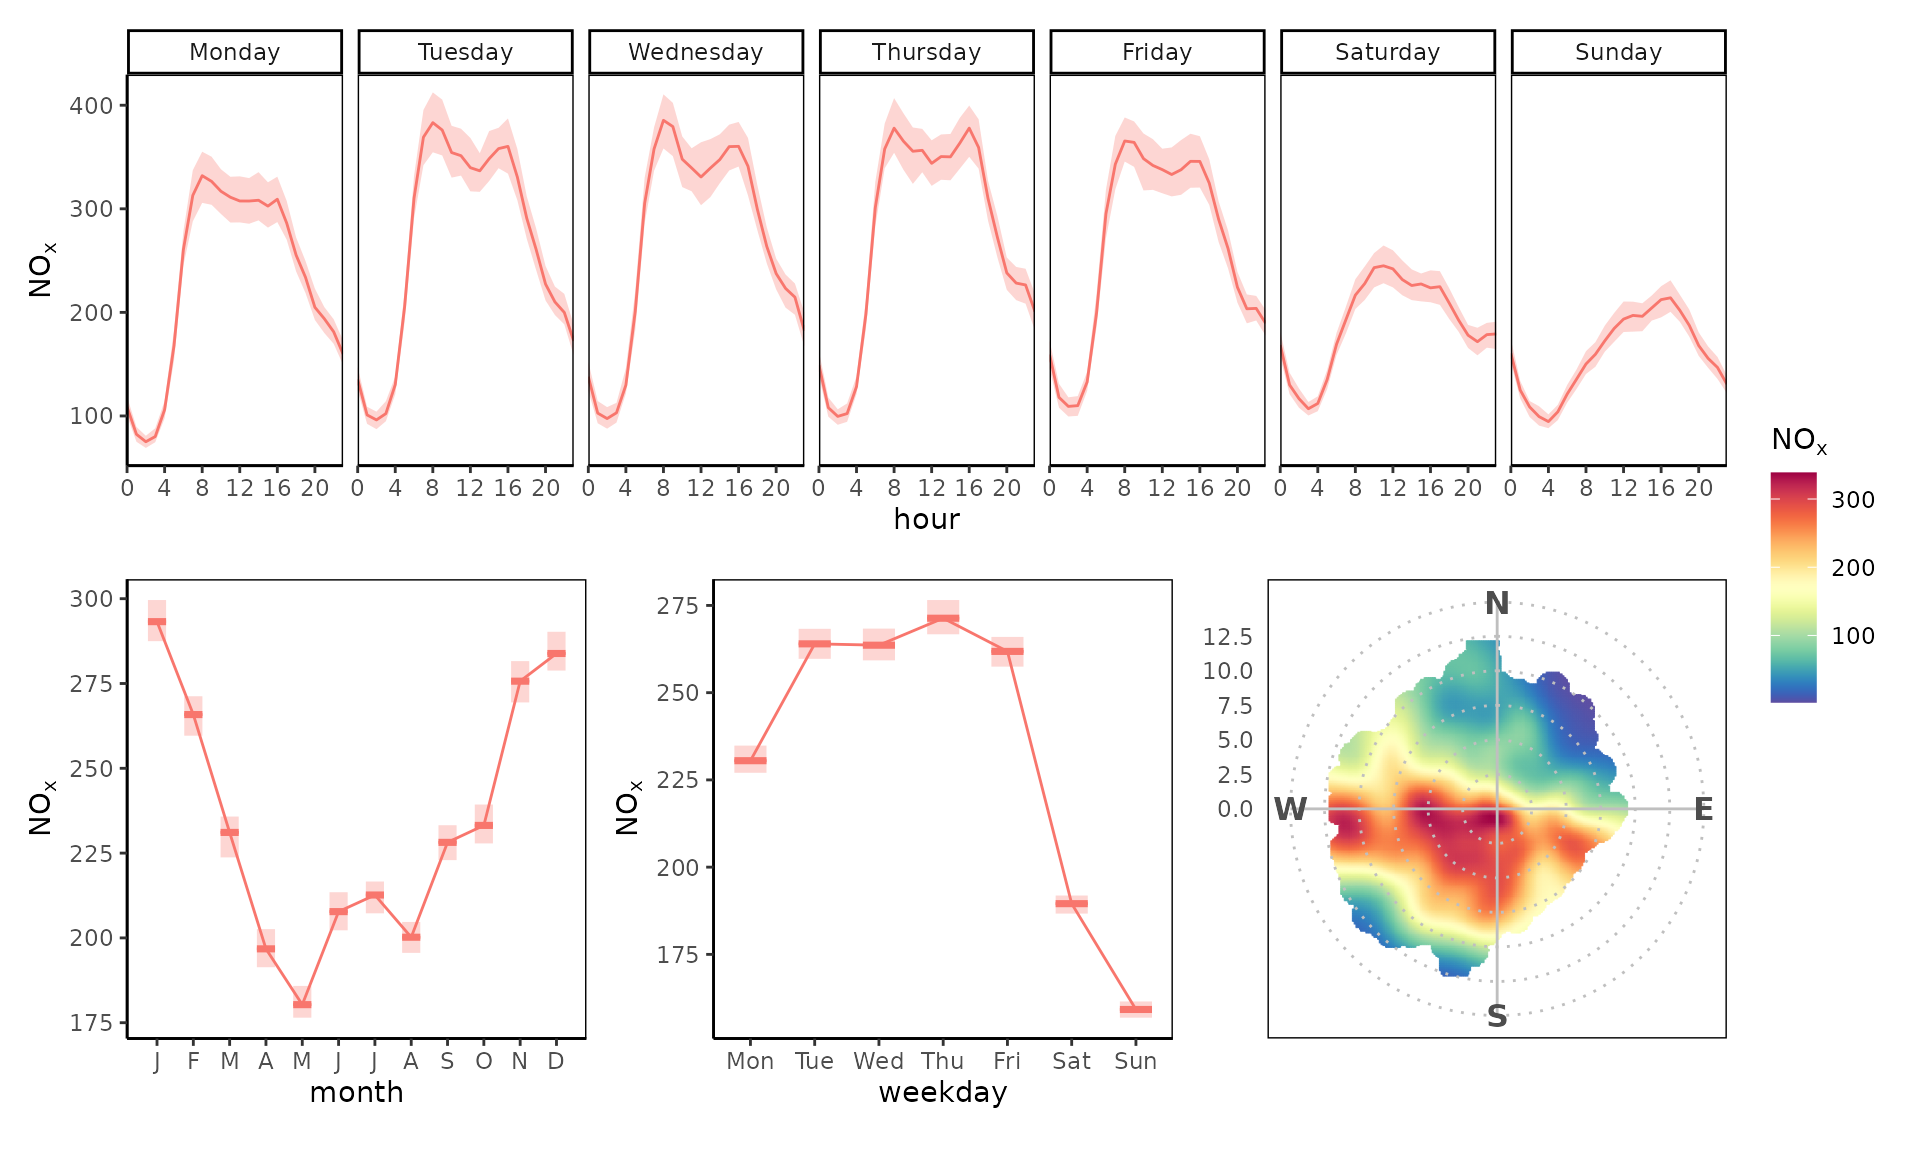 Monday Tuesday Wednesday Thursday Friday Saturday Sunday
400
300
200
100
NOx
0 4 8 12 16 20 0 4 8 12 16 20 0 4 8 12 16 20 0 4 8 12 16 20 0 4 8 12 16 20 0 4 8 12 16 20 0 4 8 12 16 20
hour
300
275
250
225
200
175
NOx
J F M A M J J A S O N D
month
275
250
225
200
175
NOx
Mon Tue Wed Thu Fri Sat Sun
weekday
12.5
10.0
7.5
5.0
2.5
0.0
N
W E
S
NOx
300
200
100